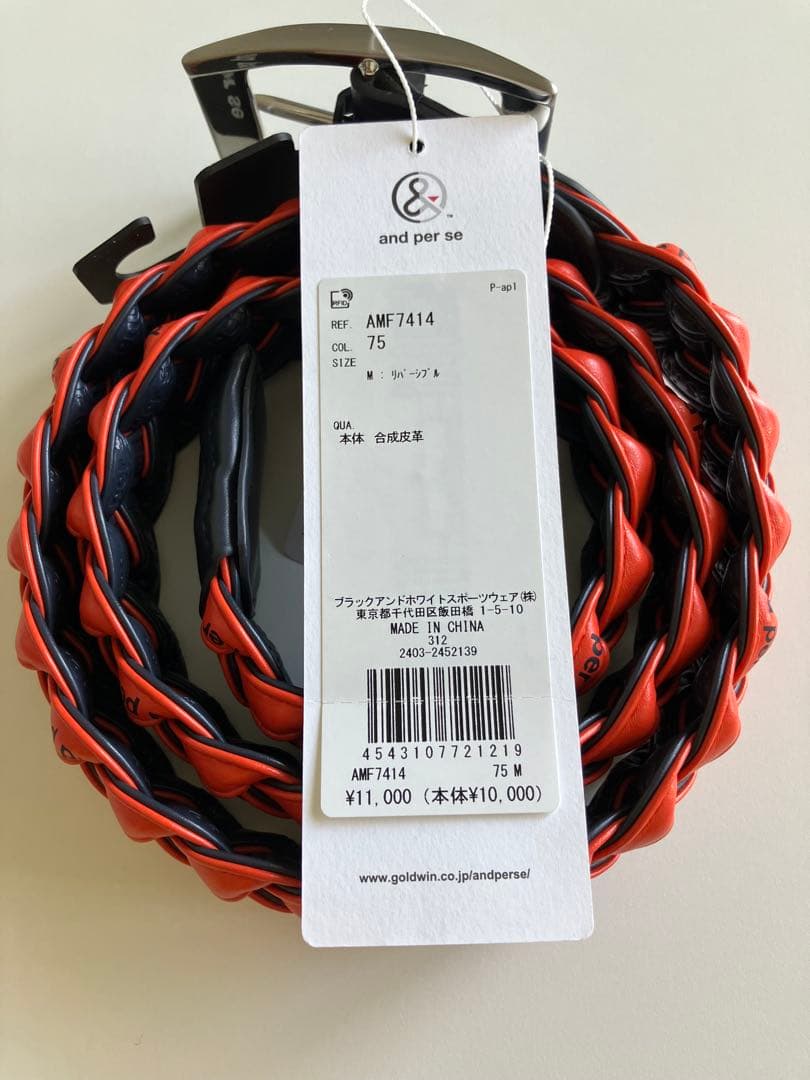 &
TM
and per se
P-ap1
RFID
REF. AMF7414
COL. 75
SIZE
M : ﾘﾊﾞｰｼﾌﾞﾙ
QUA.
本体 合成皮革
ブラックアンドホワイトスポーツウェア(株)
東京都千代田区飯田橋 1-5-10
MADE IN CHINA
312
2403-2452139
4543107721219
AMF7414 75 M
¥11,000 (本体¥10,000)
www.goldwin.co.jp/andperse/
per